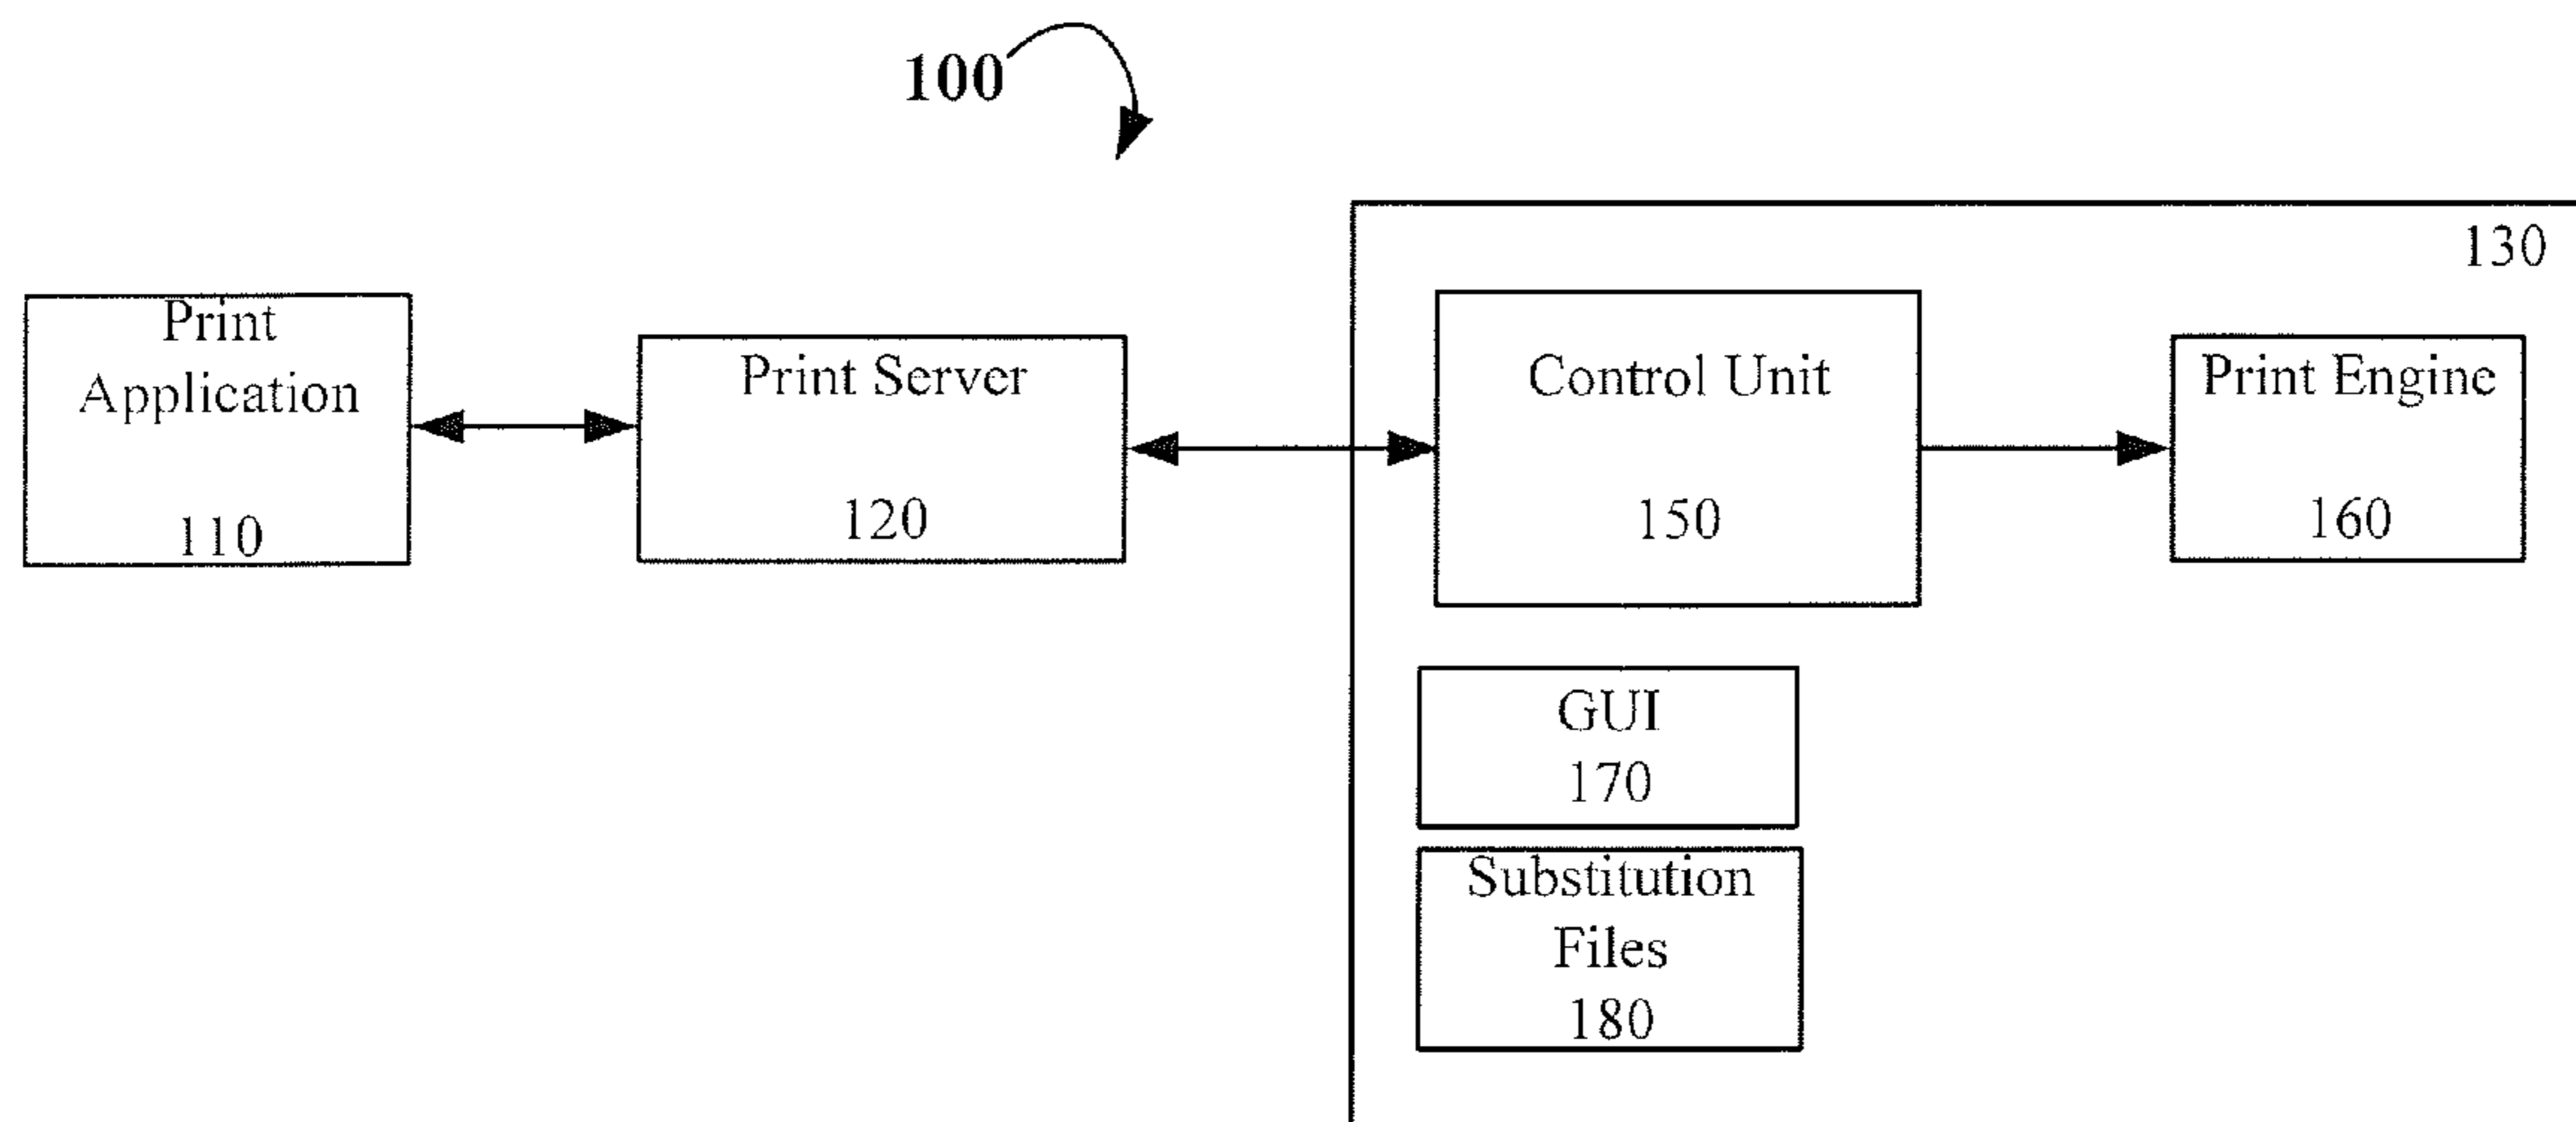 100
130
Print
Application
110
Print Server
120
Control Unit
150
Print Engine
160
GUI
170
Substitution
Files
180